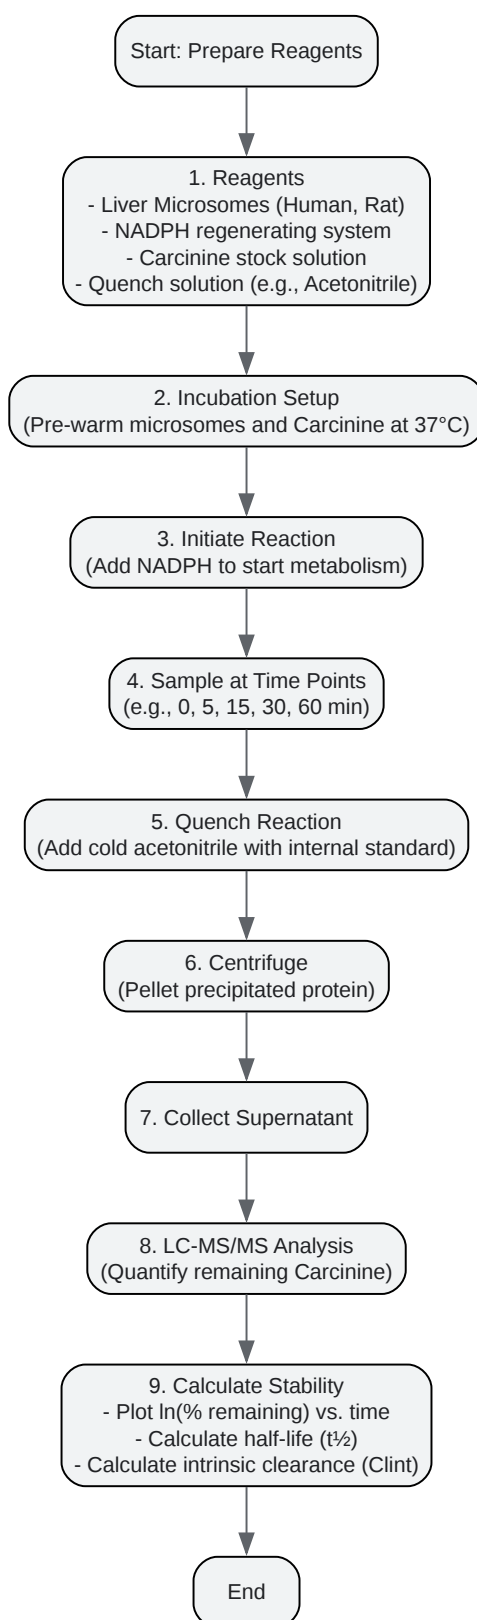 Start: Prepare Reagents
1. Reagents
- Liver Microsomes (Human, Rat)
- NADPH regenerating system
- Carcinine stock solution
- Quench solution (e.g., Acetonitrile)
2. Incubation Setup
(Pre-warm microsomes and Carcinine at 37°C)
3. Initiate Reaction
(Add NADPH to start metabolism)
4. Sample at Time Points
(e.g., 0, 5, 15, 30, 60 min)
5. Quench Reaction
(Add cold acetonitrile with internal standard)
6. Centrifuge
(Pellet precipitated protein)
7. Collect Supernatant
8. LC-MS/MS Analysis
(Quantify remaining Carcinine)
9. Calculate Stability
- Plot ln(% remaining) vs. time
- Calculate half-life (t½)
- Calculate intrinsic clearance (Clint)
End